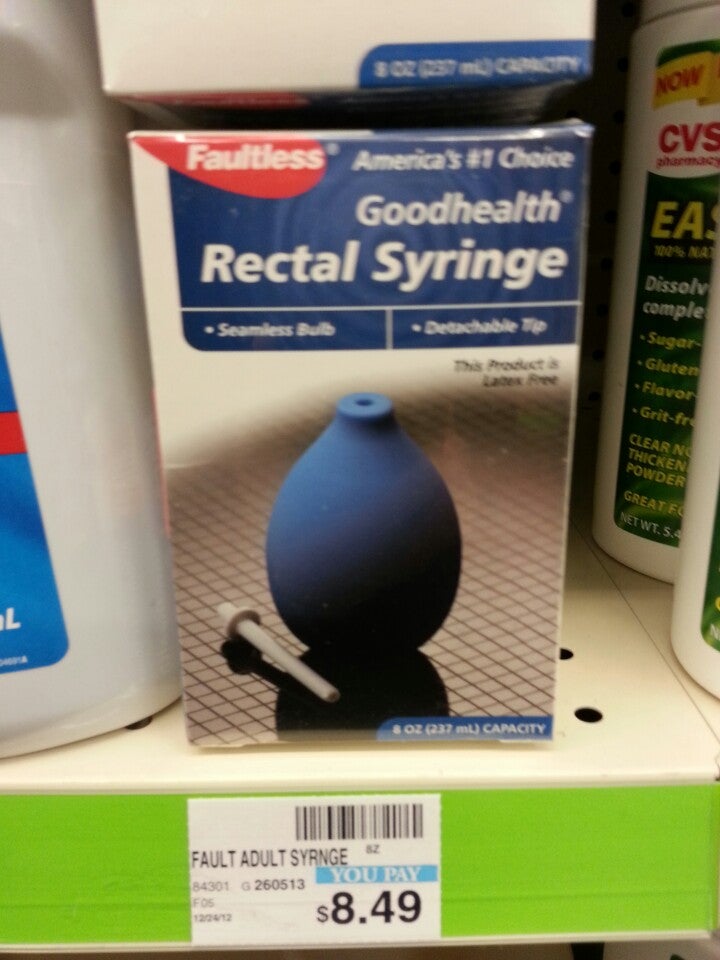 8 OZ (237 mL) CAPACITY
Faultless® America's #1 Choice
Goodhealth®
Rectal Syringe
• Seamless Bulb • Detachable Tip
This Product is
Latex Free
8 OZ (237 mL) CAPACITY
NOW
CVS
pharmacy
100% NAT
Dissolv
comple
• Sugar-
• Gluten
• Flavor
• Grit-fr
CLEAR
THICKEN
POWDER
GREAT
NET WT. 5.4
mL
FAULT ADULT SYRNGE 8Z
84301 G 260513 YOU PAY
F05
12/24/12
$8.49